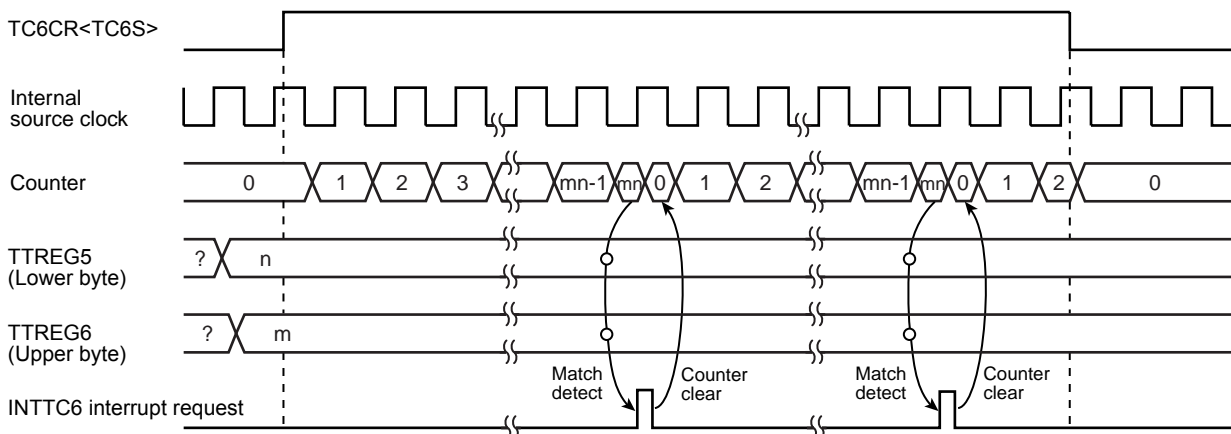 TC6CR<TC6S>
Internal
source clock
Counter
0 1 2 3 mn-1 mn 0 1 2 mn-1 mn 0 1 2 0
TTREG5
(Lower byte)
? n
TTREG6
(Upper byte)
? m
Match
detect
Counter
clear
Match
detect
Counter
clear
INTTC6 interrupt request